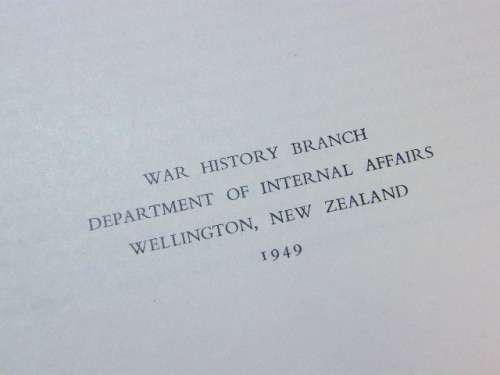 WAR HISTORY BRANCH
DEPARTMENT OF INTERNAL AFFAIRS
WELLINGTON, NEW ZEALAND
1949